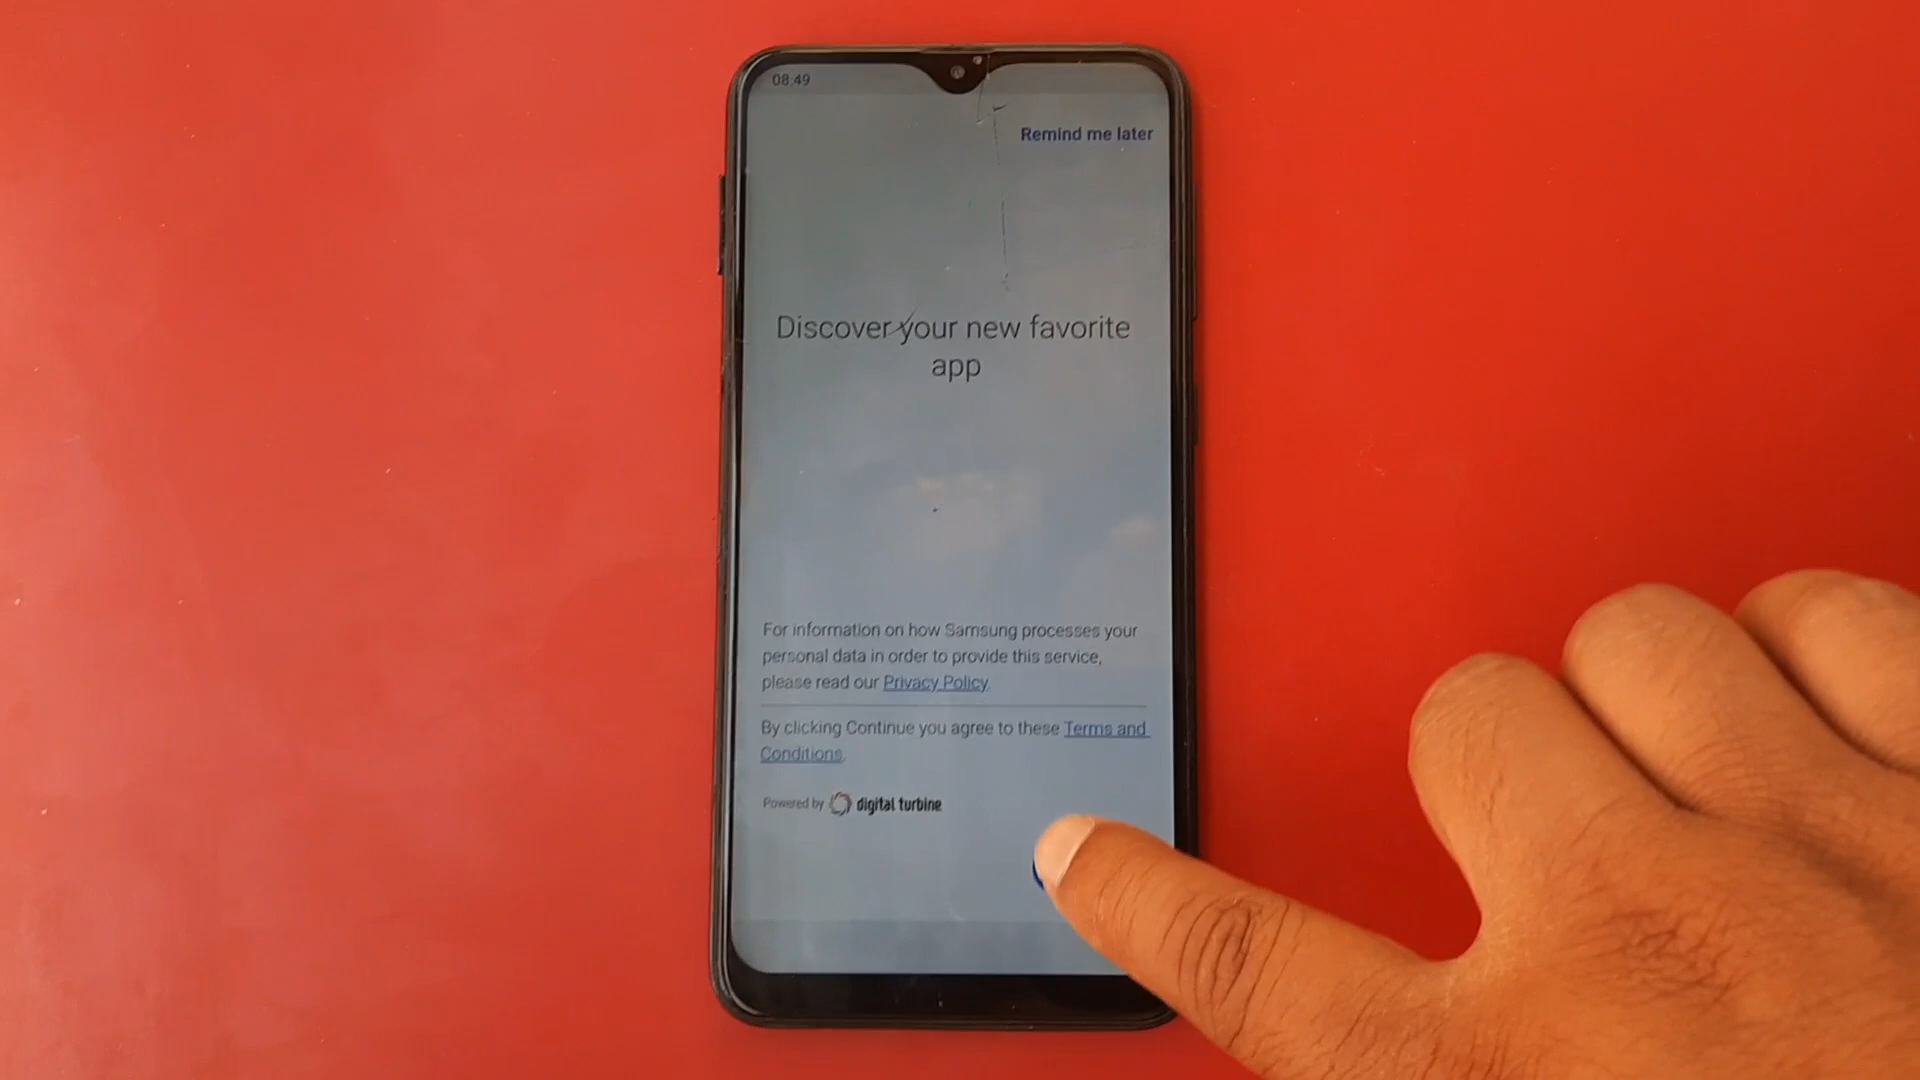 08:49
Remind me later
Discover your new favorite
app
For information on how Samsung processes your
personal data in order to provide this service,
please read our Privacy Policy.
By clicking Continue you agree to these Terms and
Conditions.
Powered by digital turbine